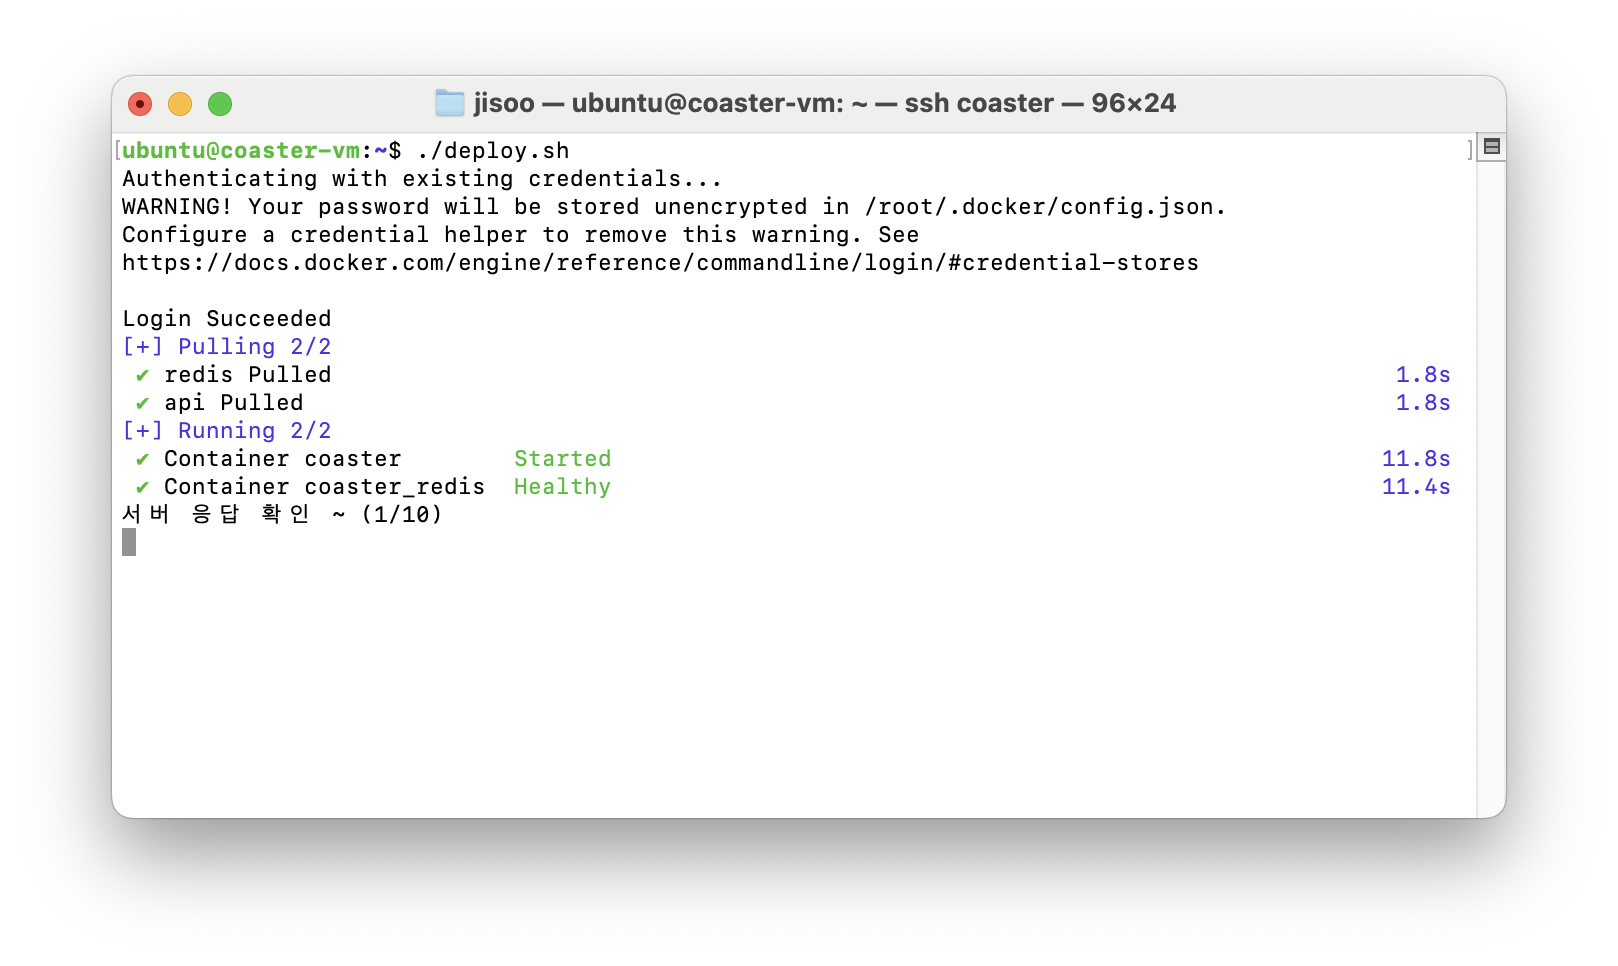 jisoo — ubuntu@coaster-vm: ~ — ssh coaster — 96×24
ubuntu@coaster-vm:~$ ./deploy.sh
Authenticating with existing credentials...
WARNING! Your password will be stored unencrypted in /root/.docker/config.json.
Configure a credential helper to remove this warning. See
https://docs.docker.com/engine/reference/commandline/login/#credential-stores

Login Succeeded
[+] Pulling 2/2
✔ redis Pulled 1.8s
✔ api Pulled 1.8s
[+] Running 2/2
✔ Container coaster Started 11.8s
✔ Container coaster_redis Healthy 11.4s
서버 응답 확인 ~ (1/10)